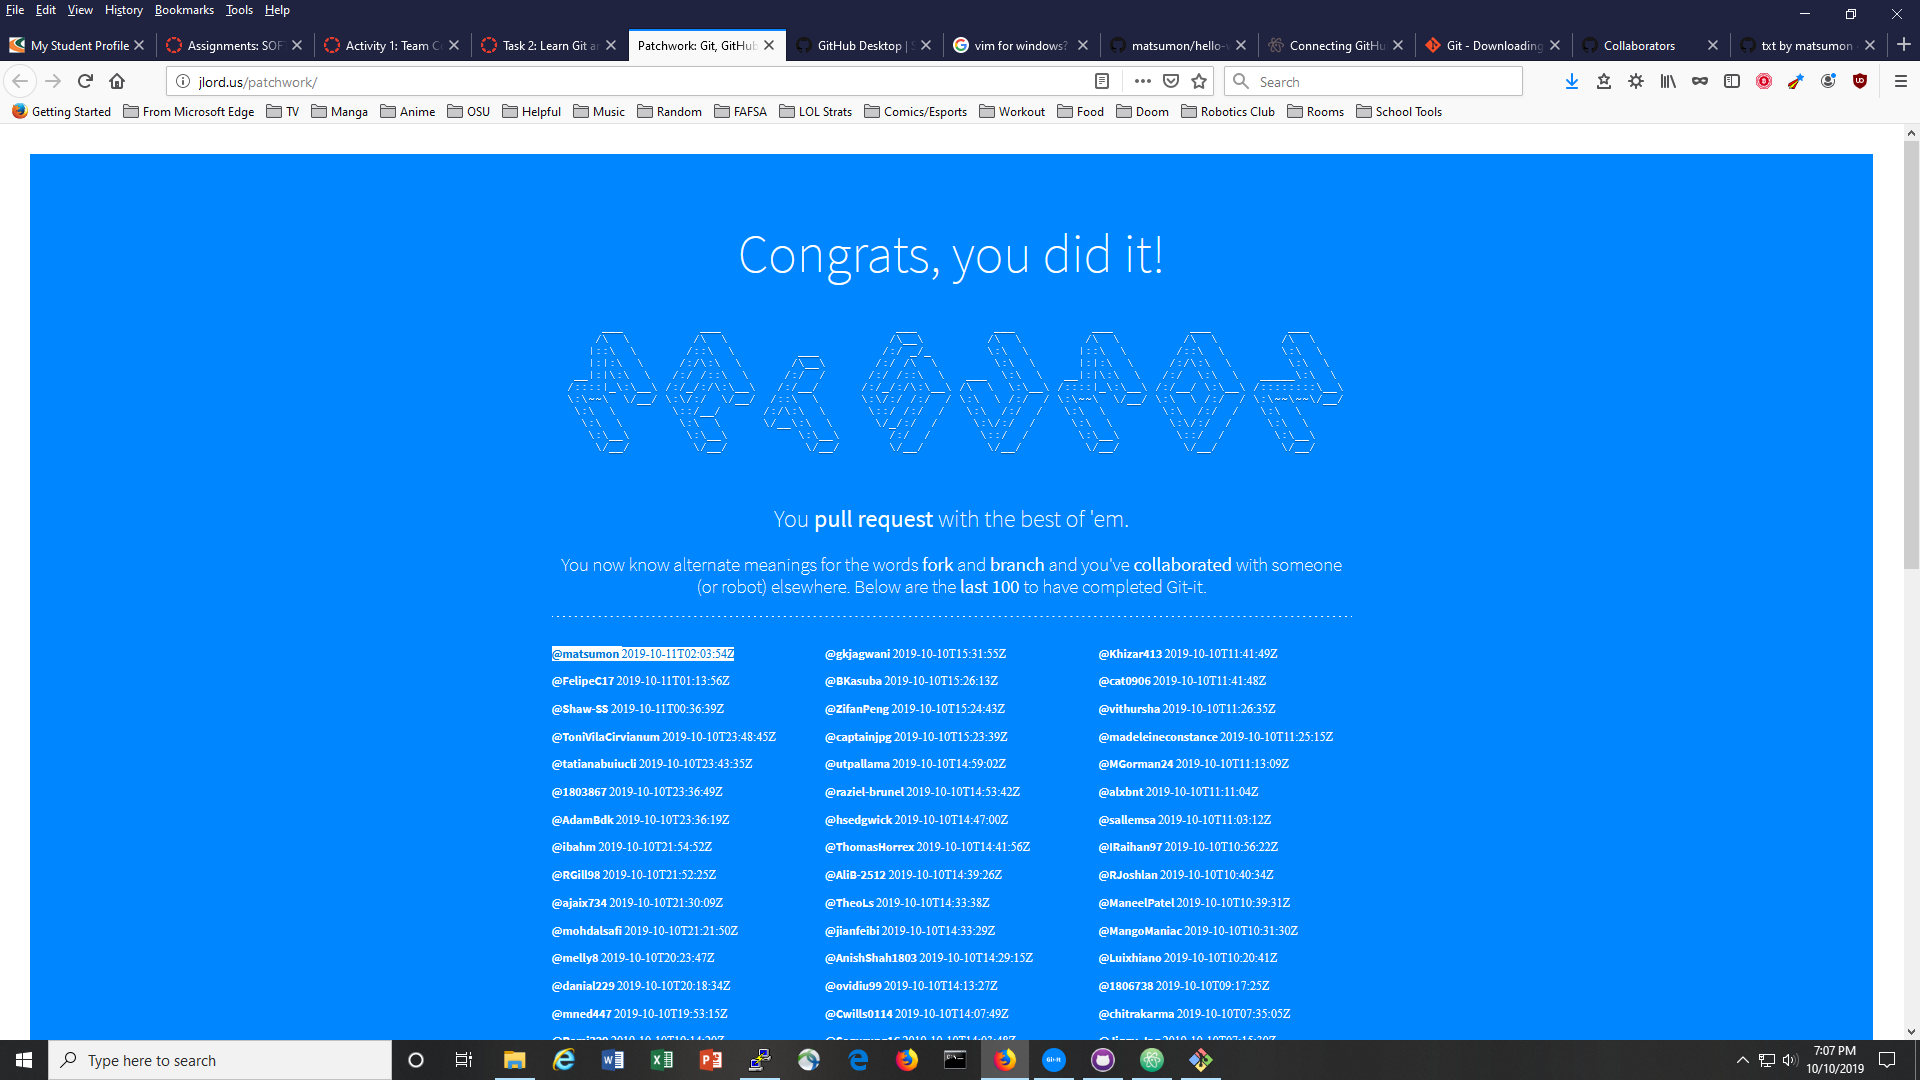 File Edit View History Bookmarks Tools Help
My Student Profile
Assignments: SOF
Activity 1: Team C
Task 2: Learn Git a
Patchwork: Git, GitHub
GitHub Desktop | S
vim for windows?
matsumon/hello-
Connecting GitHu
Git - Downloading
Collaborators
txt by matsumon
jlord.us/patchwork/
Search
Getting Started From Microsoft Edge TV Manga Anime OSU Helpful Music Random FAFSA LOL Strats Comics/Esports Workout Food Doom Robotics Club Rooms School Tools
Congrats, you did it!
You pull request with the best of 'em.
You now know alternate meanings for the words fork and branch and you've collaborated with someone
(or robot) elsewhere. Below are the last 100 to have completed Git-it.
@matsumon 2019-10-11T02:03:54Z
@FelipeC17 2019-10-11T01:13:56Z
@Shaw-SS 2019-10-11T00:36:39Z
@ToniVilaCirvianum 2019-10-10T23:48:45Z
@tatianabuiucli 2019-10-10T23:43:35Z
@1803867 2019-10-10T23:36:49Z
@AdamBdk 2019-10-10T23:36:19Z
@ibahm 2019-10-10T21:54:52Z
@RGill98 2019-10-10T21:52:25Z
@ajaix734 2019-10-10T21:30:09Z
@mohdalsafi 2019-10-10T21:21:50Z
@melly8 2019-10-10T20:23:47Z
@danial229 2019-10-10T20:18:34Z
@mned447 2019-10-10T19:53:15Z
@gkjagwani 2019-10-10T15:31:55Z
@BKasuba 2019-10-10T15:26:13Z
@ZifanPeng 2019-10-10T15:24:43Z
@captainjpg 2019-10-10T15:23:39Z
@utpallama 2019-10-10T14:59:02Z
@raziel-brunel 2019-10-10T14:53:42Z
@hsedgwick 2019-10-10T14:47:00Z
@ThomasHorrex 2019-10-10T14:41:56Z
@AliB-2512 2019-10-10T14:39:26Z
@TheoLs 2019-10-10T14:33:38Z
@jianfeibi 2019-10-10T14:33:29Z
@AnishShah1803 2019-10-10T14:29:15Z
@ovidiu99 2019-10-10T14:13:27Z
@Cwills0114 2019-10-10T14:07:49Z
@Khizar413 2019-10-10T11:41:49Z
@cat0906 2019-10-10T11:41:48Z
@vithursha 2019-10-10T11:26:35Z
@madeleineconstance 2019-10-10T11:25:15Z
@MGorman24 2019-10-10T11:13:09Z
@alxbnt 2019-10-10T11:11:04Z
@sallemsa 2019-10-10T11:03:12Z
@IRaihan97 2019-10-10T10:56:22Z
@RJoshlan 2019-10-10T10:40:34Z
@ManeelPatel 2019-10-10T10:39:31Z
@MangoManiac 2019-10-10T10:31:30Z
@Luixhiano 2019-10-10T10:20:41Z
@1806738 2019-10-10T09:17:25Z
@chitrakarma 2019-10-10T07:35:05Z
Type here to search
Git-it
7:07 PM
10/10/2019